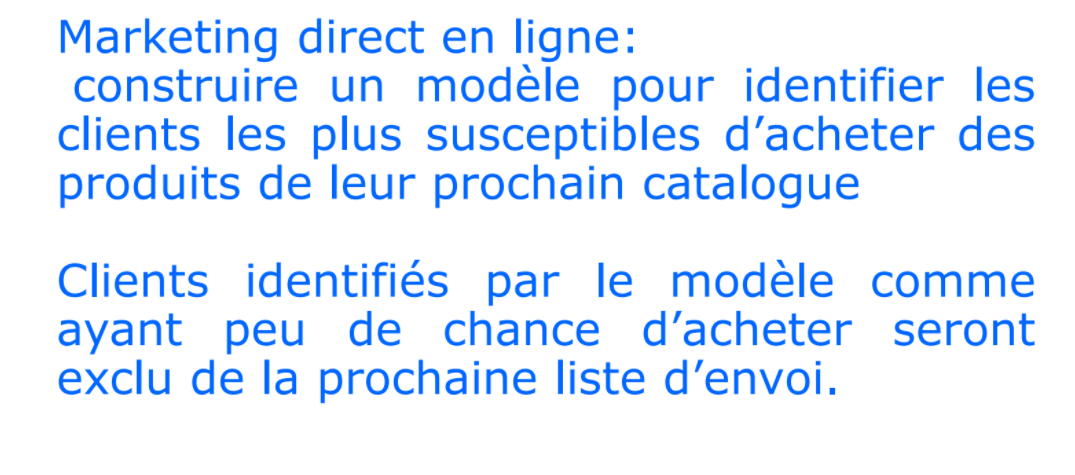 Marketing direct en ligne:
construire un modèle pour identifier les
clients les plus susceptibles d’acheter des
produits de leur prochain catalogue
Clients identifiés par le modèle comme
ayant peu de chance d’acheter seront
exclu de la prochaine liste d’envoi.